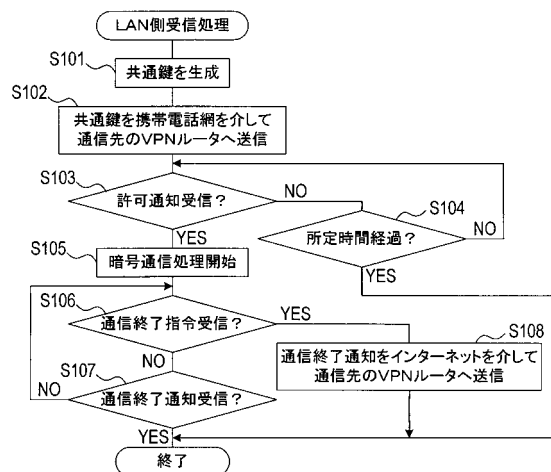 LAN側受信処理
S101
共通鍵を生成
S102
共通鍵を携帯電話網を介して
通信先のVPNルータへ送信
S103
許可通知受信?
NO
S104
所定時間経過?
NO
YES
S105
YES
暗号通信処理開始
S106
通信終了指令受信?
YES
S108
通信終了通知をインターネットを介して
通信先のVPNルータへ送信
NO
S107
通信終了通知受信?
NO
YES
終了